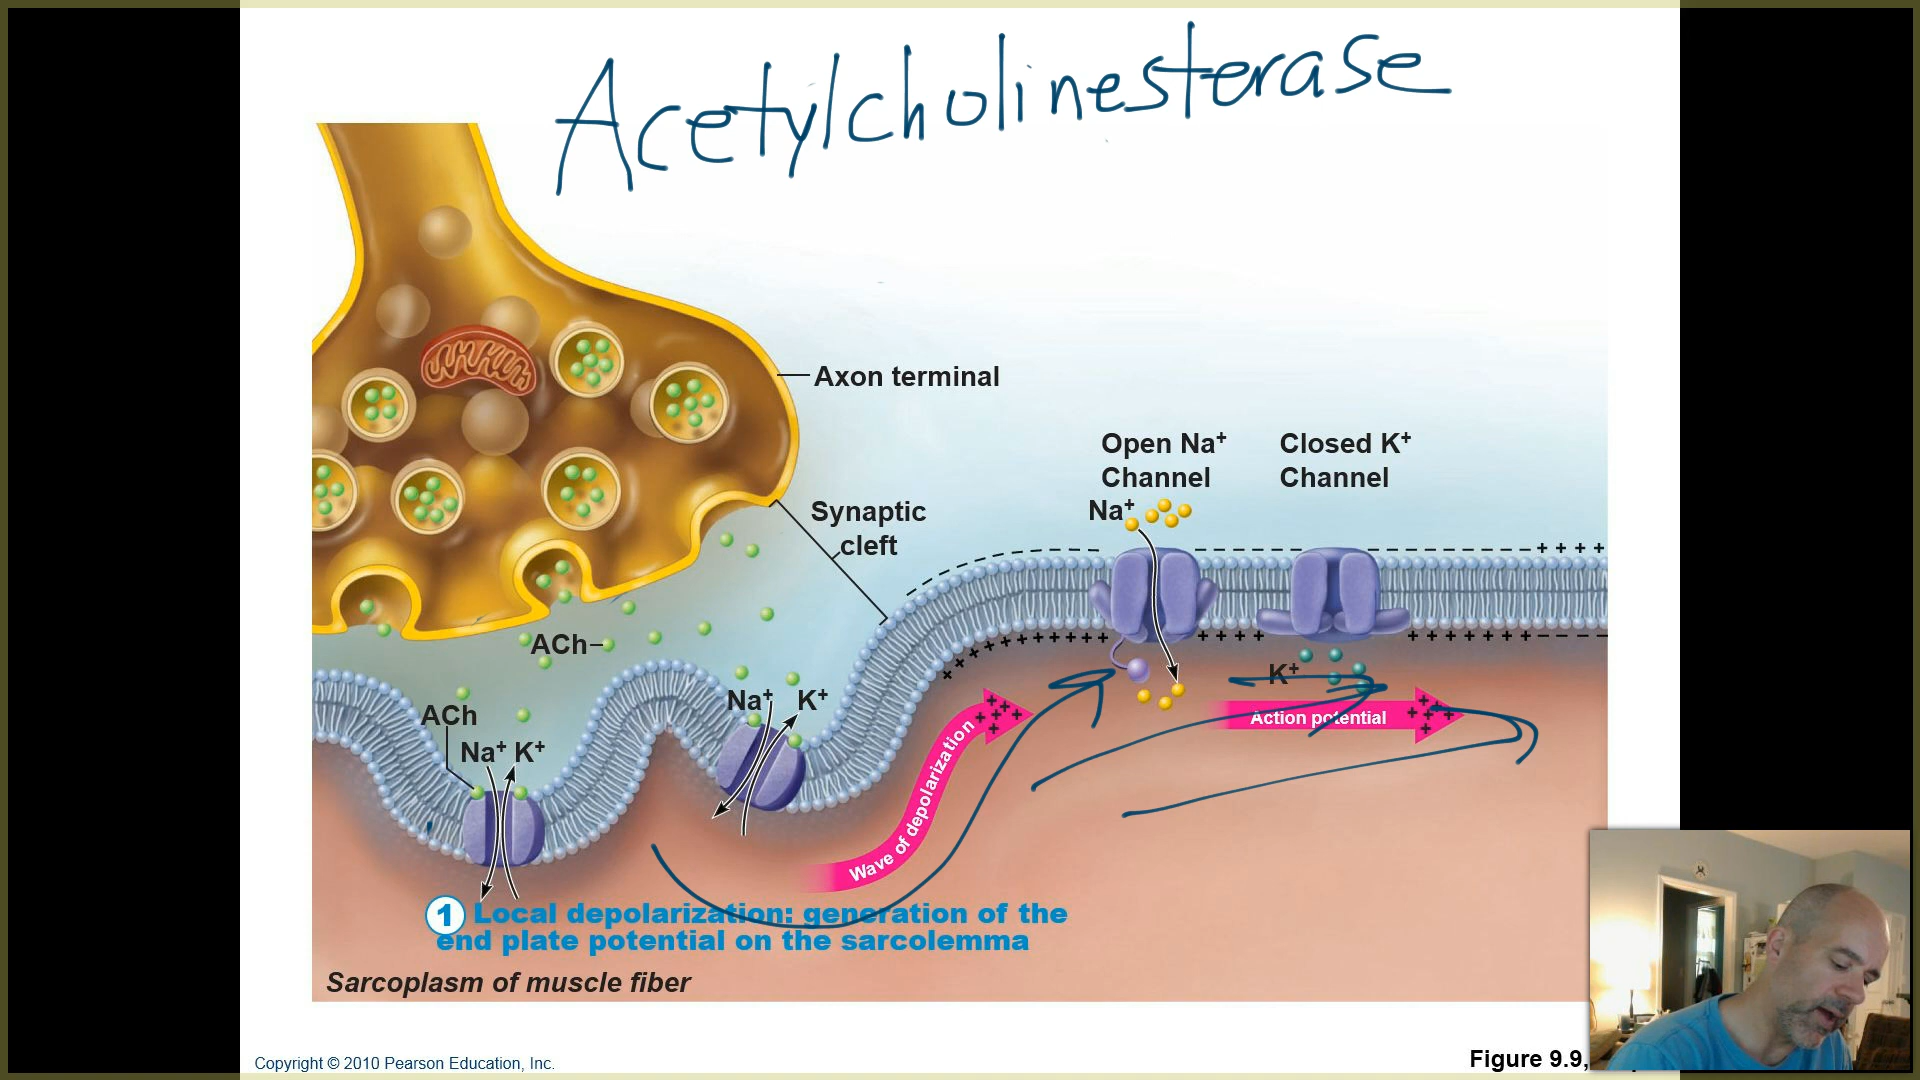 Acetylcholinesterase
Axon terminal
Open Na+
Channel
Closed K+
Channel
Na+
Synaptic
cleft
ACh
K+
Na+ K+
ACh
Na+ K+
Wave of depolarization
Action potential
1 Local depolarization: generation of the
end plate potential on the sarcolemma
Sarcoplasm of muscle fiber
Copyright © 2010 Pearson Education, Inc.
Figure 9.9,